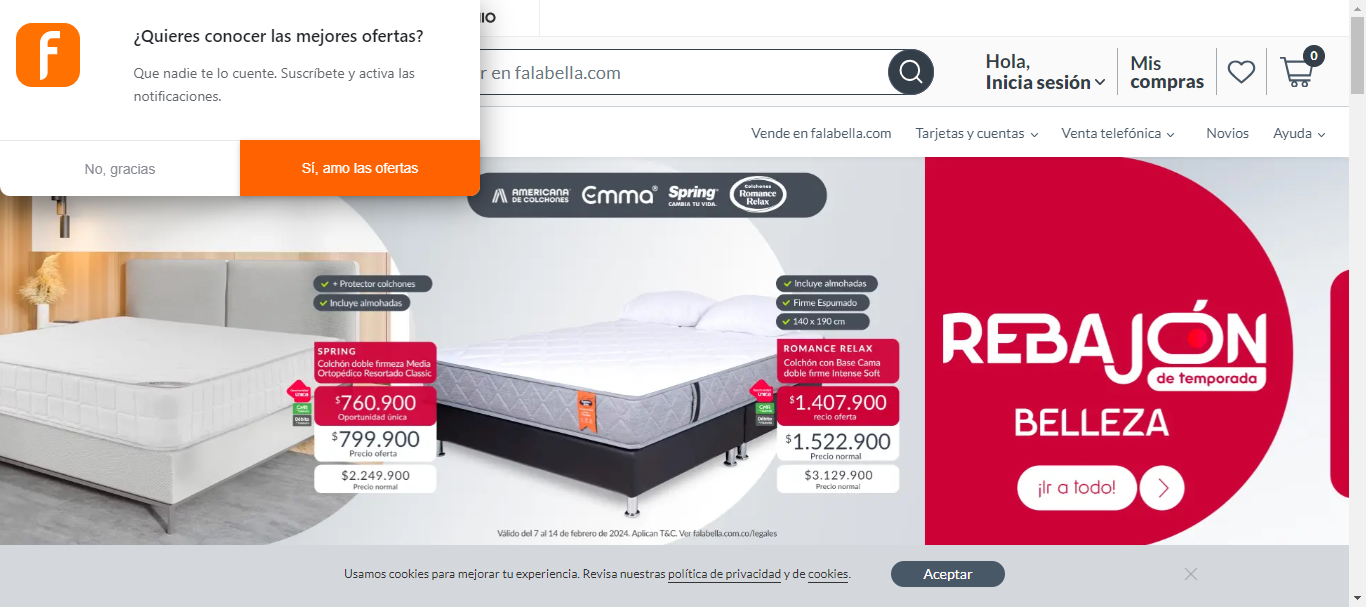 IO
¿Quieres conocer las mejores ofertas?
Que nadie te lo cuente. Suscríbete y activa las
notificaciones.
No, gracias
Sí, amo las ofertas
r en falabella.com
Hola,
Inicia sesión
Mis
compras
0
Vende en falabella.com
Tarjetas y cuentas
Venta telefónica
Novios
Ayuda
AMERICANA
DE COLCHONES
Emma®
Spring
CAMBIA TU VIDA.
Colchones
Romance
Relax
+ Protector colchones
Incluye almohadas
SPRING
Colchón doble firmeza Media
Ortopédico Resortado Classic
$760.900
Oportunidad única
$799.900
Precio oferta
$2.249.900
Precio normal
Incluye almohadas
Firme Espumado
140 x 190 cm
ROMANCE RELAX
Colchón con Base Cama
doble firme Intense Soft
$1.407.900
recio oferta
$1.522.900
Precio normal
$3.129.900
Precio normal
Válido del 7 al 14 de febrero de 2024. Aplican T&C. Ver falabella.com.co/legales
REBAJÓN
de temporada
BELLEZA
¡Ir a todo!
Usamos cookies para mejorar tu experiencia. Revisa nuestras política de privacidad y de cookies.
Aceptar